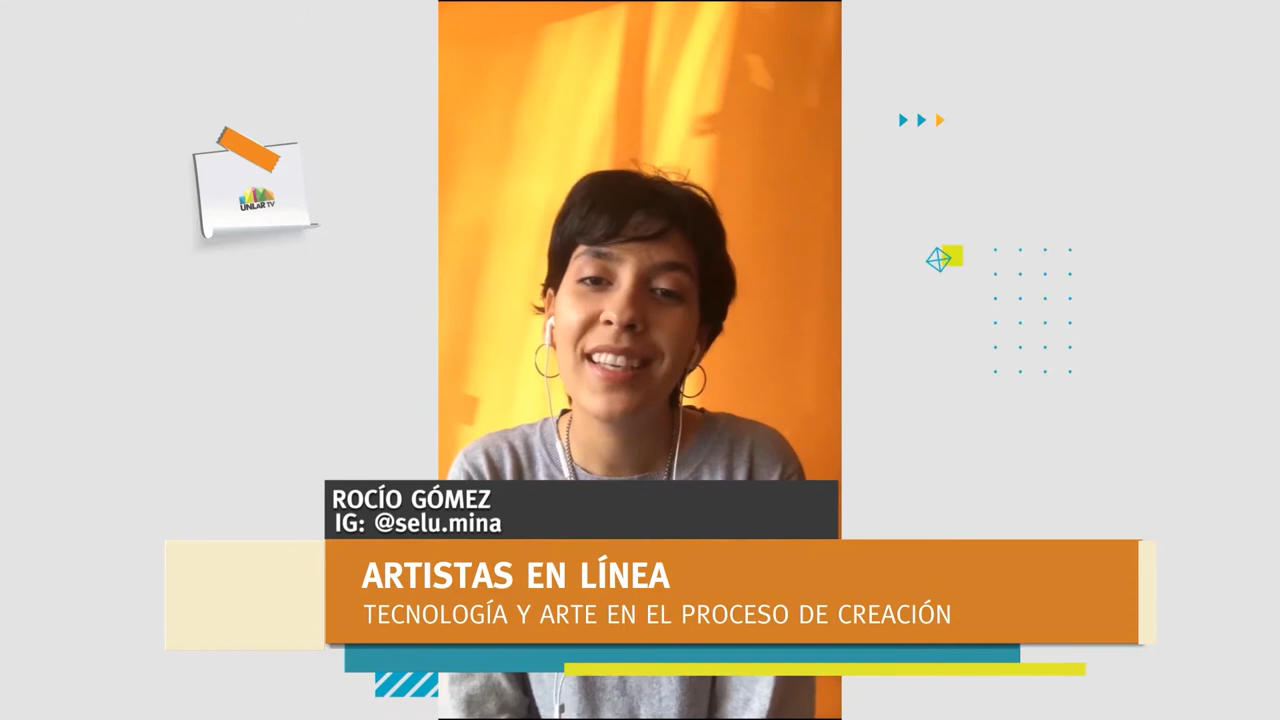 UNLAR TV
ROCÍO GÓMEZ
IG: @selu.mina
ARTISTAS EN LÍNEA
TECNOLOGÍA Y ARTE EN EL PROCESO DE CREACIÓN